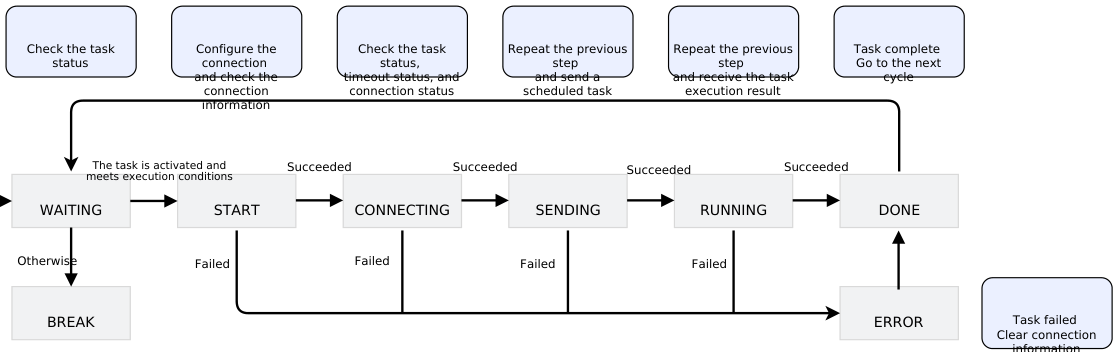 Check the task
status
Configure the
connection
and check the
connection
information
Check the task
status,
timeout status, and
connection status
Repeat the previous
step
and send a
scheduled task
Repeat the previous
step
and receive the task
execution result
Task complete
Go to the next
cycle
The task is activated and
meets execution conditions
Succeeded
Succeeded
Succeeded
Succeeded
WAITING
START
CONNECTING
SENDING
RUNNING
DONE
Otherwise
Failed
Failed
Failed
Failed
BREAK
ERROR
Task failed
Clear connection
information